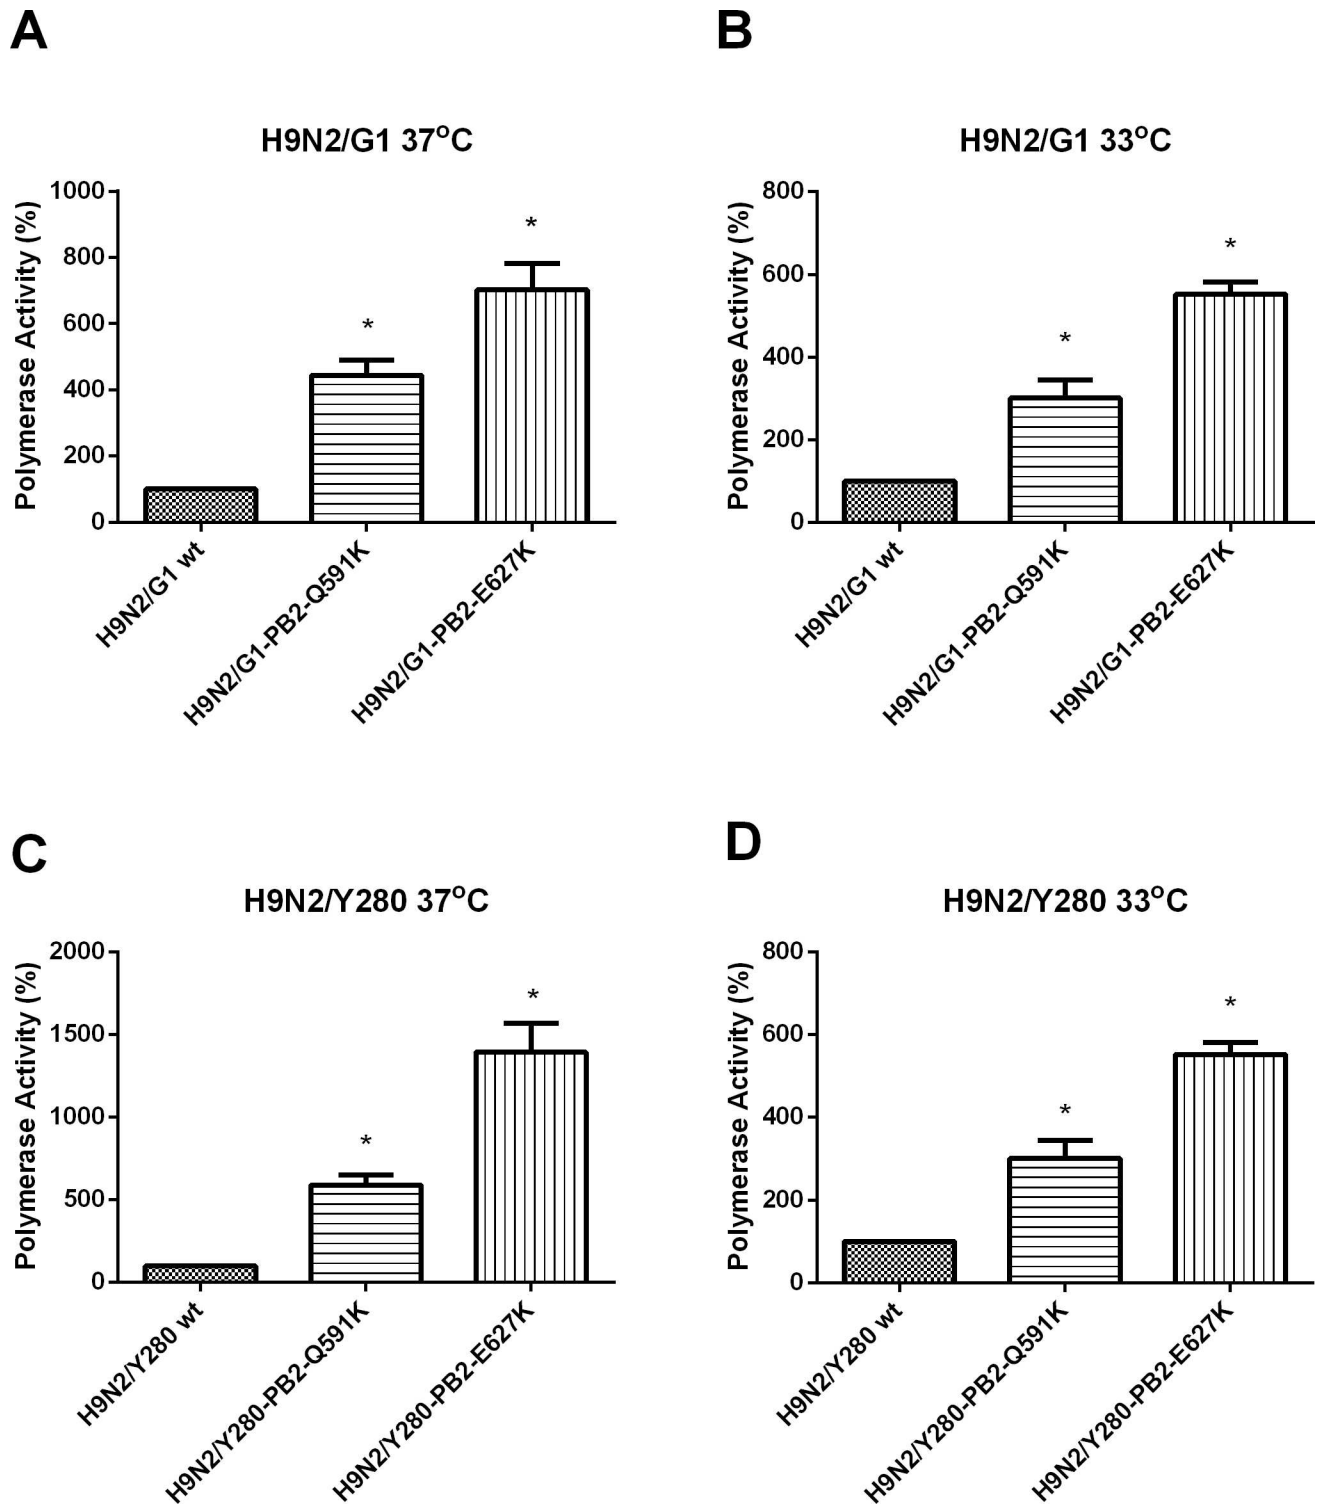 A
H9N2/G1 37°C
Polymerase Activity (%)
1000
800
600
400
200
0
*
*
H9N2/G1 wt
H9N2/G1-PB2-Q591K
H9N2/G1-PB2-E627K
B
H9N2/G1 33°C
Polymerase Activity (%)
800
600
400
200
0
*
*
H9N2/G1 wt
H9N2/G1-PB2-Q591K
H9N2/G1-PB2-E627K
C
H9N2/Y280 37°C
Polymerase Activity (%)
2000
1500
1000
500
0
*
*
H9N2/Y280 wt
H9N2/Y280-PB2-Q591K
H9N2/Y280-PB2-E627K
D
H9N2/Y280 33°C
Polymerase Activity (%)
800
600
400
200
0
*
*
H9N2/Y280 wt
H9N2/Y280-PB2-Q591K
H9N2/Y280-PB2-E627K